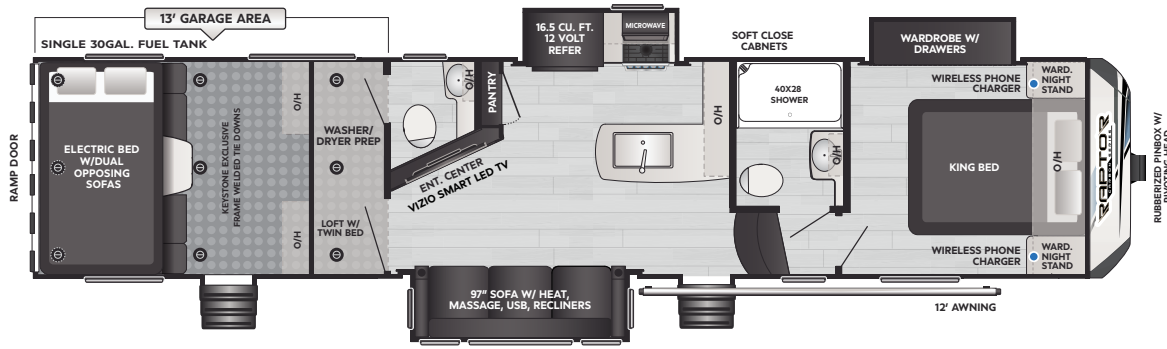 13' GARAGE AREA
SINGLE 30GAL. FUEL TANK
RAMP DOOR
ELECTRIC BED
W/DUAL
OPPOSING
SOFAS
KEYSTONE EXCLUSIVE
FRAME WELDED TIE DOWNS
O/H
O/H
WASHER/
DRYER PREP
LOFT W/
TWIN BED
O/H
PANTRY
ENT. CENTER
VIZIO SMART LED TV
16.5 CU. FT.
12 VOLT
REFER
MICROWAVE
O/H
97" SOFA W/ HEAT,
MASSAGE, USB, RECLINERS
SOFT CLOSE
CABNETS
40X28
SHOWER
O/H
WARDROBE W/
DRAWERS
WIRELESS PHONE
CHARGER
WARD.
NIGHT
STAND
KING BED
O/H
WIRELESS PHONE
CHARGER
WARD.
NIGHT
STAND
12' AWNING
RAPTOR
RUBBERIZED PINBOX W/
PIVOTING HEAD